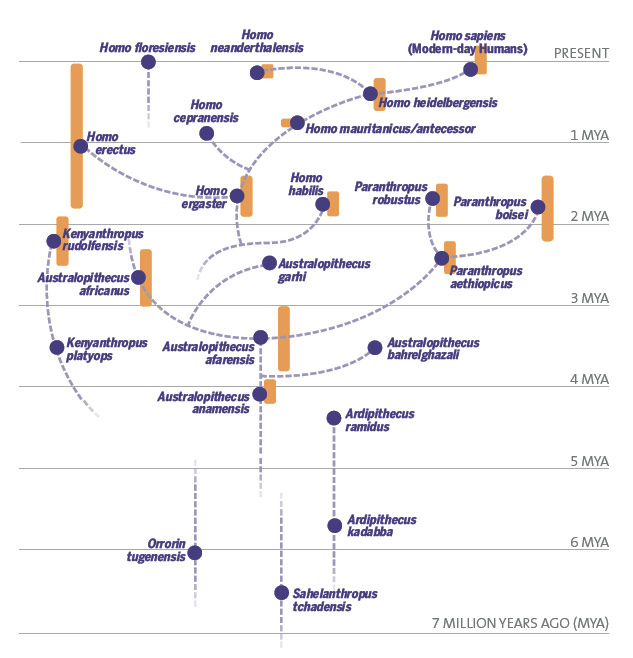 Homo
neanderthalensis
Homo sapiens
(Modern-day Humans)
Homo floresiensis
PRESENT
Homo
cepranensis
Homo heidelbergensis
Homo mauritanicus/antecessor
Homo
erectus
1 MYA
Homo
habilis
Homo
ergaster
Paranthropus
robustus
Paranthropus
boisei
2 MYA
Kenyanthropus
rudolfensis
Australopithecus
africanus
Australopithecus
garhi
Paranthropus
aethiopicus
3 MYA
Kenyanthropus
platyops
Australopithecus
afarensis
Australopithecus
bahrelghazali
4 MYA
Australopithecus
anamensis
Ardipithecus
ramidus
5 MYA
Ardipithecus
kadabba
Orrorin
tugenensis
6 MYA
Sahelanthropus
tchadensis
7 MILLION YEARS AGO (MYA)